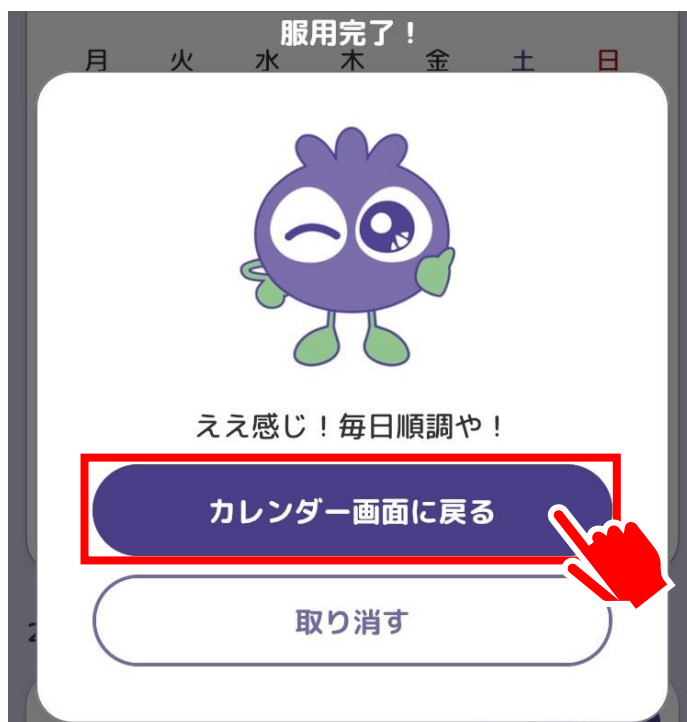 服用完了！
月 火 水 木 金 土 日
ええ感じ！毎日順調や！
カレンダー画面に戻る
取り消す